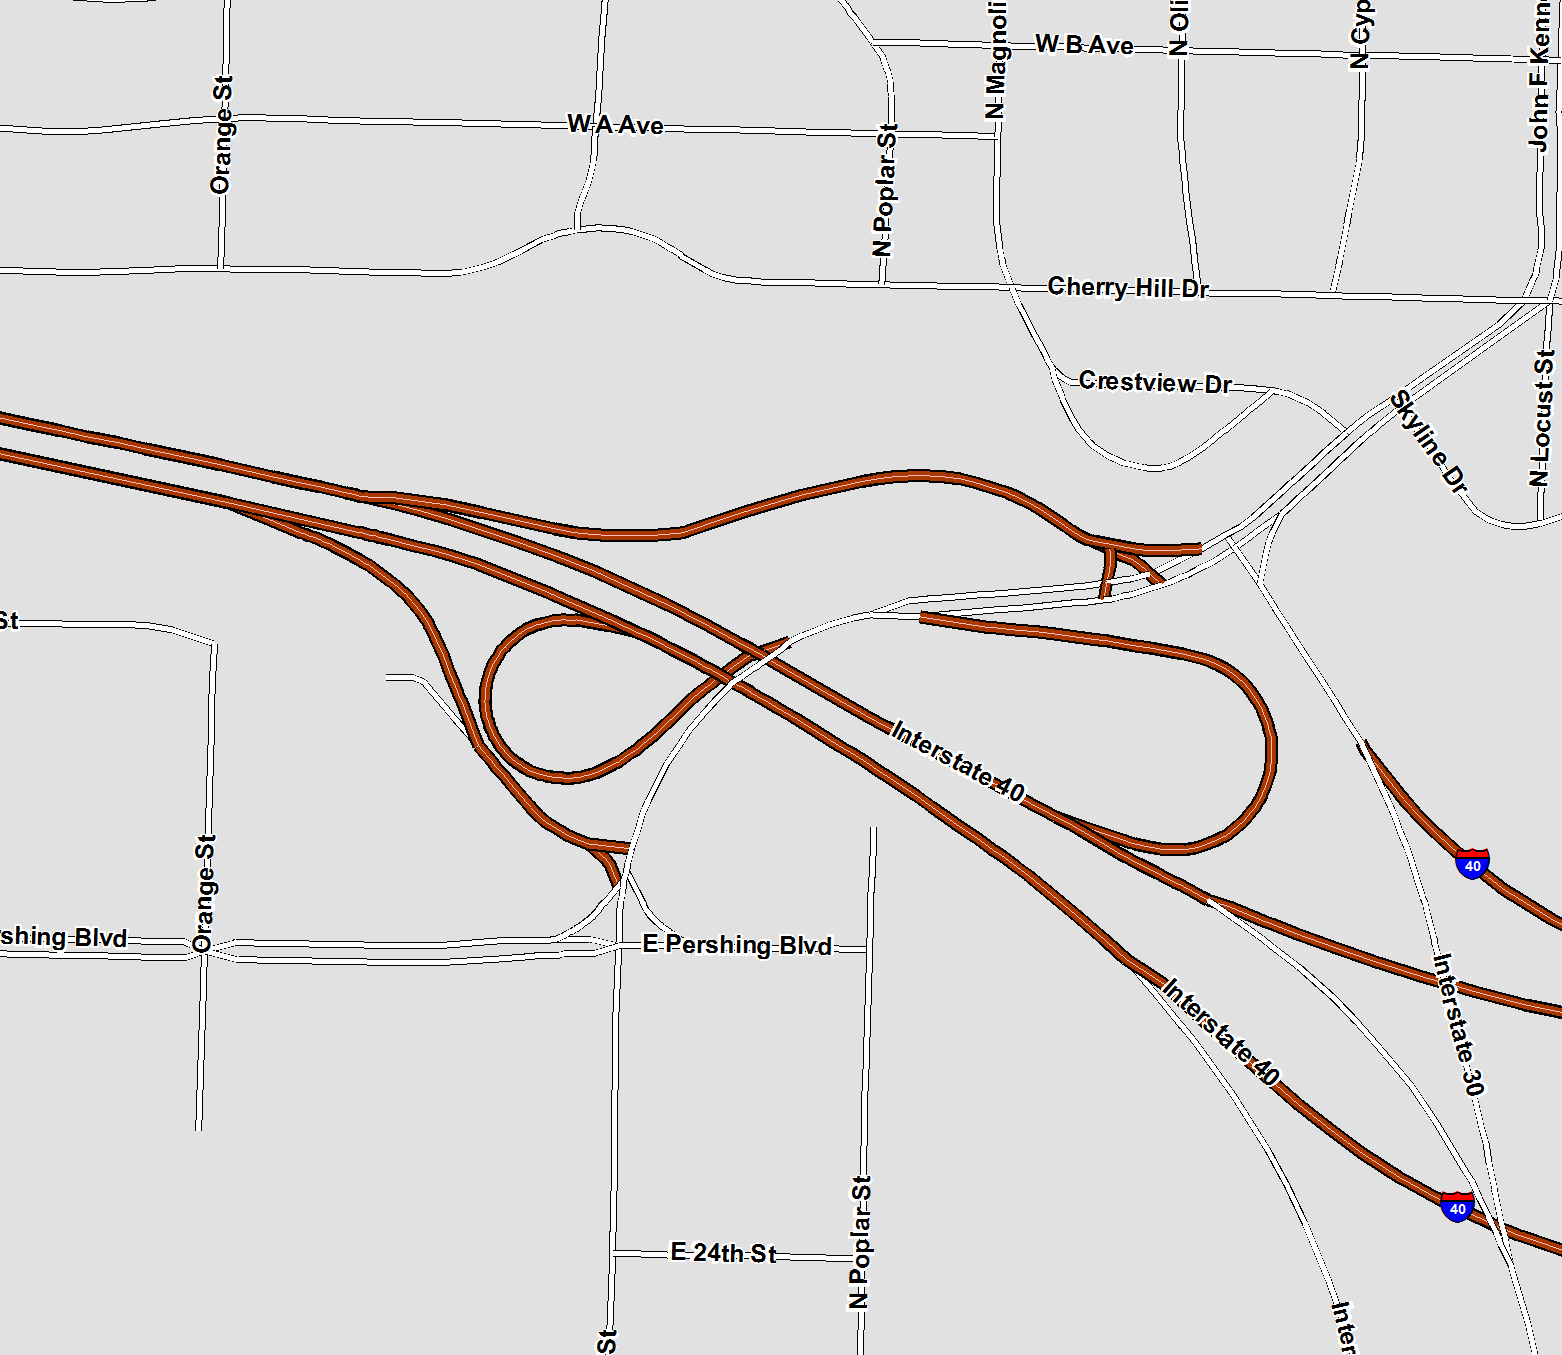 N Magnoli
N Oli
N Cyp
John F Kenn
W B Ave
Orange St
W A Ave
N Poplar St
Cherry Hill Dr
Crestview Dr
Skyline Dr
N Locust St
St
Interstate 40
40
Orange St
shing Blvd
E Pershing Blvd
Interstate 40
Interstate 30
40
N Poplar St
E 24th St
St
Inter